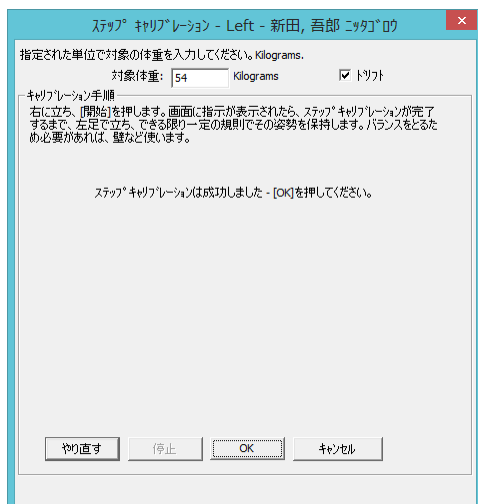 ステップ キャリブレーション - Left - 新田, 吾郎 ニッタゴロウ
指定された単位で対象の体重を入力してください。Kilograms.
対象体重: 54 Kilograms ドリフト
キャリブレーション手順
右に立ち、[開始]を押します。画面に指示が表示されたら、ステップキャリブレーションが完了
するまで、左足で立ち、できる限り一定の規則でその姿勢を保持します。バランスをとるた
め必要があれば、壁など使います。
ステップ キャリブレーションは成功しました - [OK]を押してください。
やり直す 停止 OK キャンセル